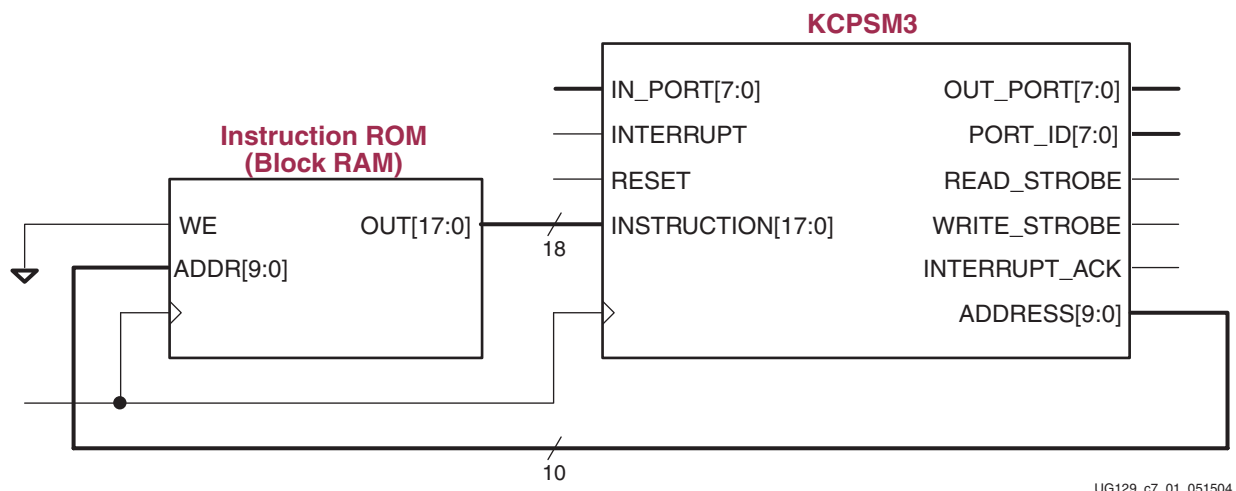 KCPSM3
IN_PORT[7:0]
OUT_PORT[7:0]
INTERRUPT
PORT_ID[7:0]
Instruction ROM
(Block RAM)
RESET
READ_STROBE
WE
OUT[17:0]
18
INSTRUCTION[17:0]
WRITE_STROBE
ADDR[9:0]
INTERRUPT_ACK
ADDRESS[9:0]
10
UG129_c7_01_051504